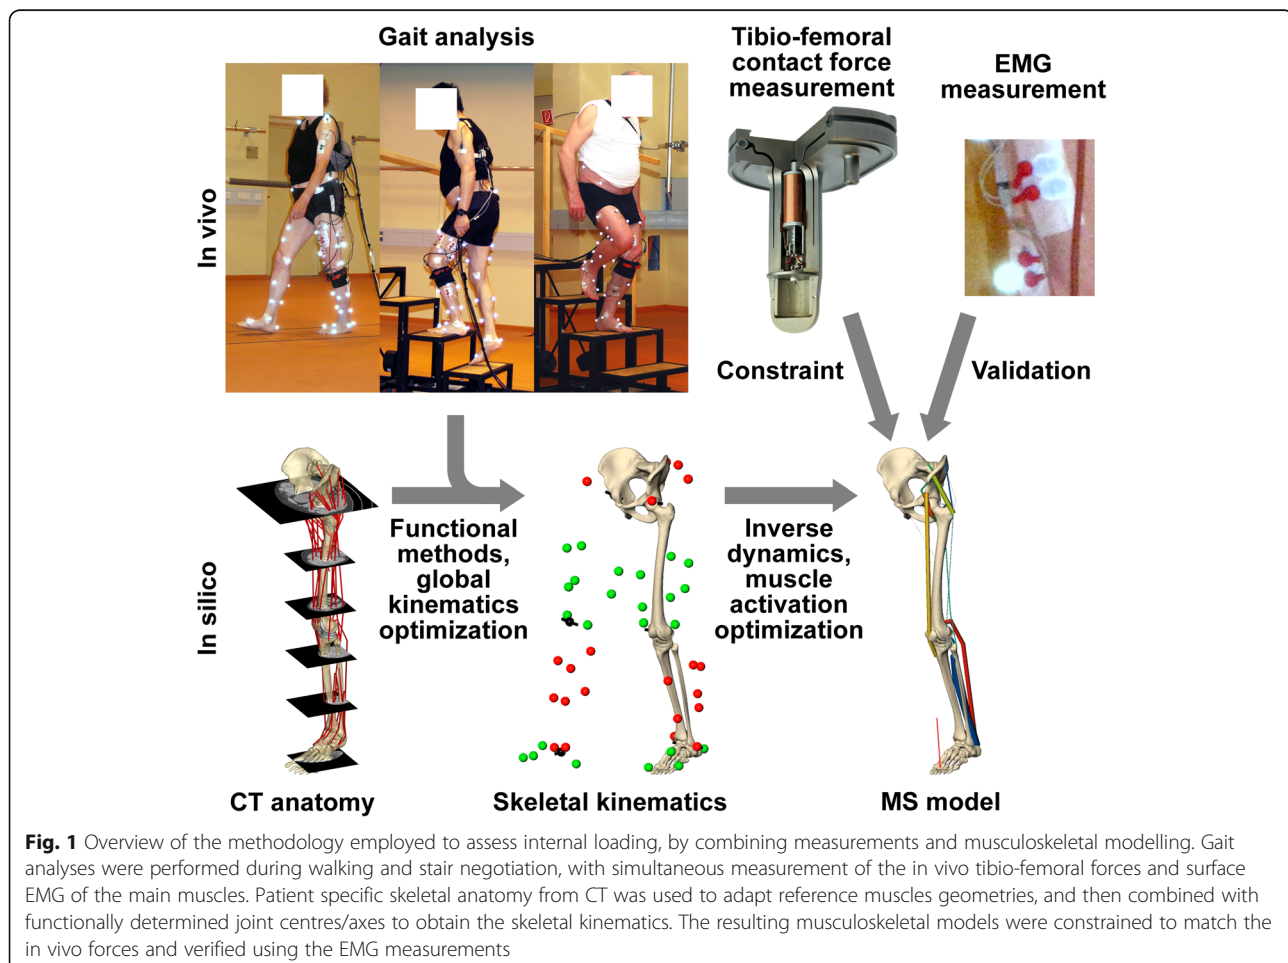 Gait analysis
Tibio-femoral
contact force
measurement
EMG
measurement
In vivo
Constraint
Validation
In silico
Functional
methods,
global
kinematics
optimization
Inverse
dynamics,
muscle
activation
optimization
CT anatomy
Skeletal kinematics
MS model
Fig. 1 Overview of the methodology employed to assess internal loading, by combining measurements and musculoskeletal modelling. Gait
analyses were performed during walking and stair negotiation, with simultaneous measurement of the in vivo tibio-femoral forces and surface
EMG of the main muscles. Patient specific skeletal anatomy from CT was used to adapt reference muscles geometries, and then combined with
functionally determined joint centres/axes to obtain the skeletal kinematics. The resulting musculoskeletal models were constrained to match the
in vivo forces and verified using the EMG measurements